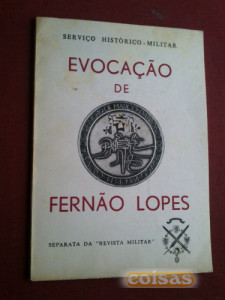 SERVIÇO HISTÓRICO-MILITAR
EVOCAÇÃO
DE
FERNÃO LOPES
SEPARATA DA "REVISTA MILITAR"
coisas